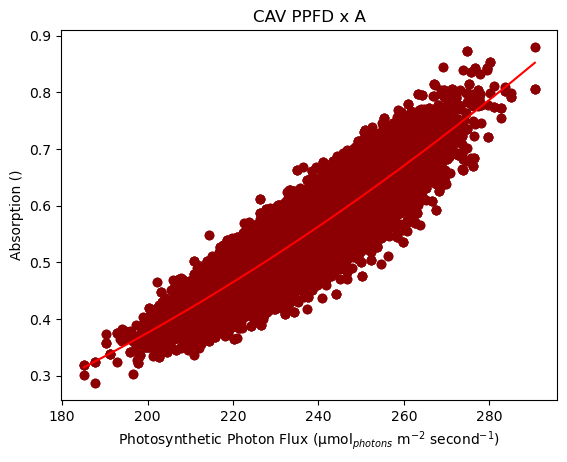 CAV PPFD x A
0.9
0.8
0.7
0.6
0.5
0.4
0.3
Absorption ()
180 200 220 240 260 280
Photosynthetic Photon Flux (μmol$_{photons}$ m$^{-2}$ second$^{-1}$)